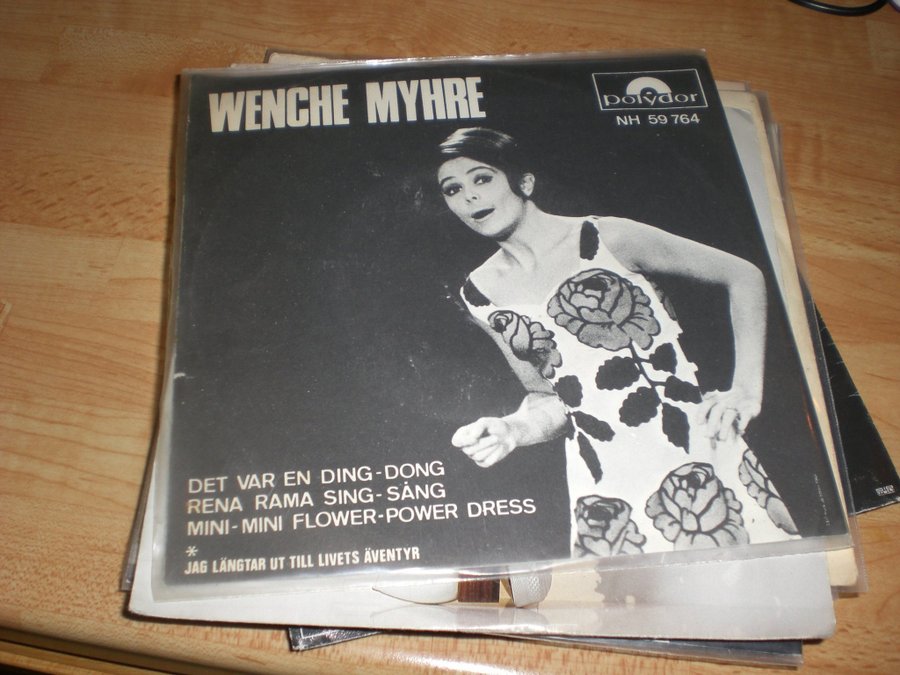 WENCHE MYHRE
polydor
NH 59 764
DET VAR EN DING-DONG
RENA RAMA SING-SÅNG
MINI-MINI FLOWER-POWER DRESS
*
JAG LÄNGTAR UT TILL LIVETS ÄVENTYR